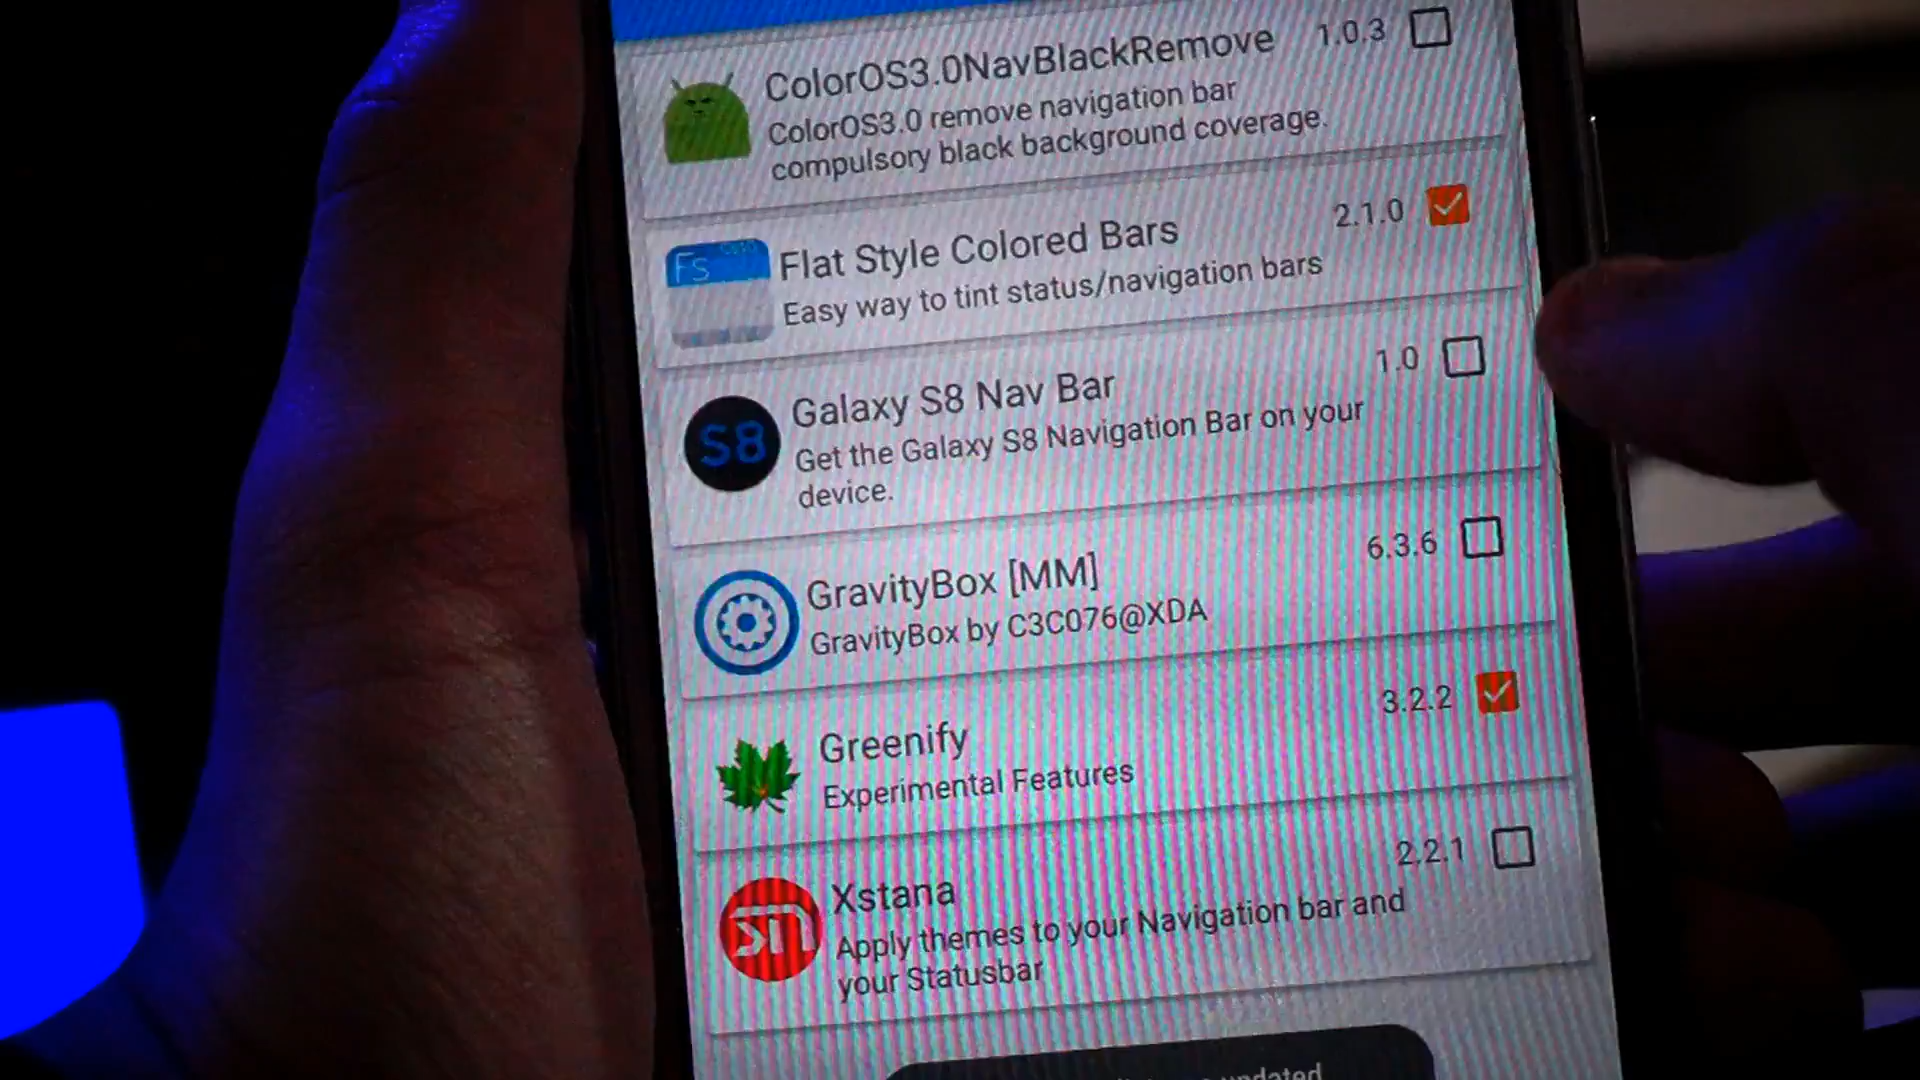 ColorOS3.0NavBlackRemove 1.0.3
ColorOS3.0 remove navigation bar
compulsory black background coverage.
Flat Style Colored Bars 2.1.0
Fs
Easy way to tint status/navigation bars
Galaxy S8 Nav Bar 1.0
S8
Get the Galaxy S8 Navigation Bar on your
device.
GravityBox [MM] 6.3.6
GravityBox by C3C076@XDA
Greenify 3.2.2
Experimental Features
Xstana 2.2.1
Apply themes to your Navigation bar and
your Statusbar
updated